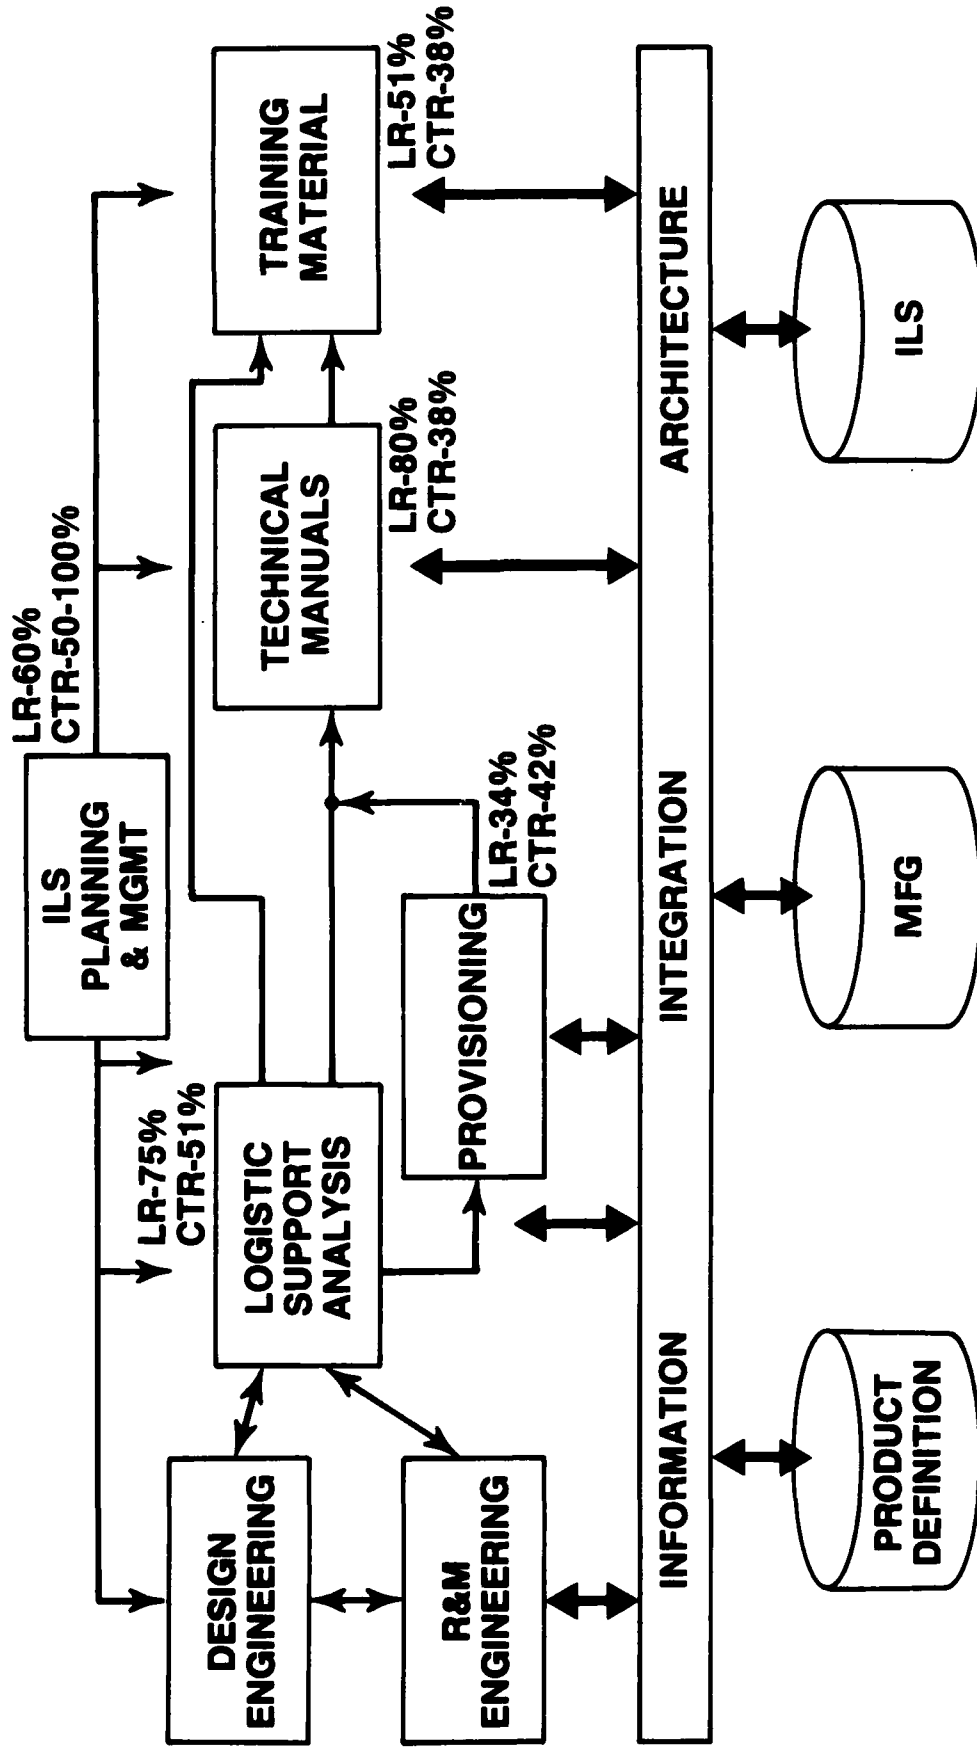 LR-60%
CTR-50-100%
ILS
PLANNING
& MGMT
LR-75%
CTR-51%
DESIGN
ENGINEERING
LOGISTIC
SUPPORT
ANALYSIS
TECHNICAL
MANUALS
TRAINING
MATERIAL
LR-80%
CTR-38%
LR-51%
CTR-38%
R&M
ENGINEERING
PROVISIONING
LR-34%
CTR-42%
INFORMATION INTEGRATION ARCHITECTURE
PRODUCT
DEFINITION
MFG
ILS